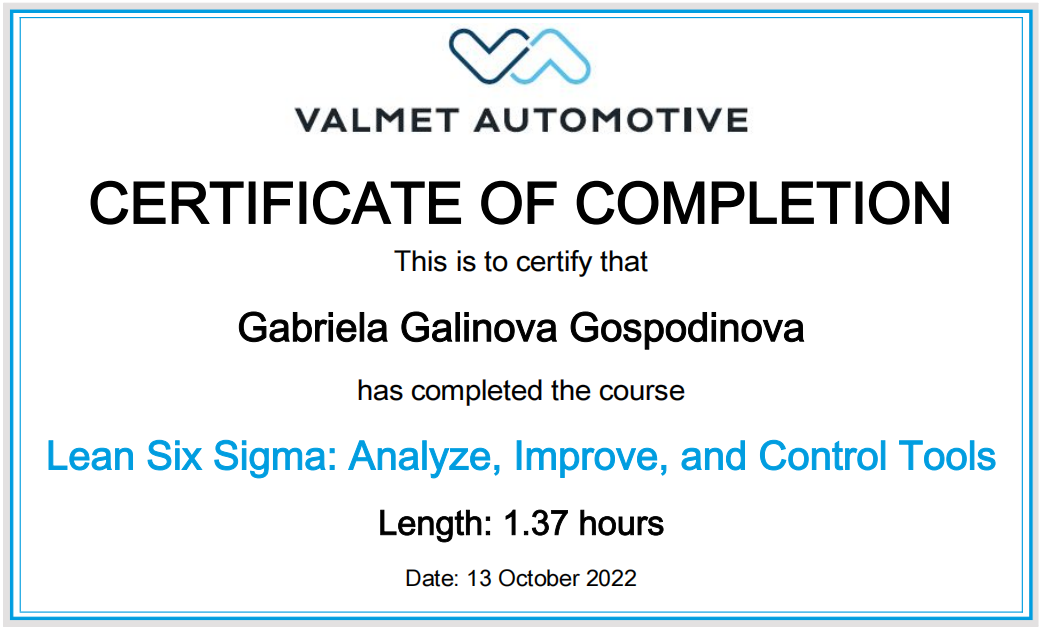 VALMET AUTOMOTIVE
CERTIFICATE OF COMPLETION
This is to certify that
Gabriela Galinova Gospodinova
has completed the course
Lean Six Sigma: Analyze, Improve, and Control Tools
Length: 1.37 hours
Date: 13 October 2022